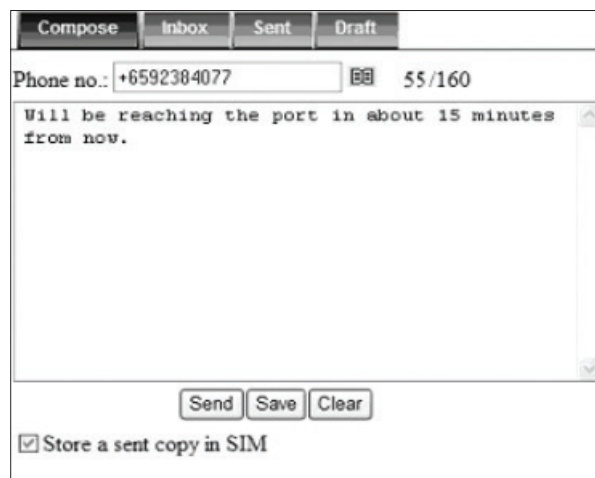 Compose Inbox Sent Draft
Phone no.: +6592384077 55/160
Will be reaching the port in about 15 minutes
from now.
Send Save Clear
Store a sent copy in SIM